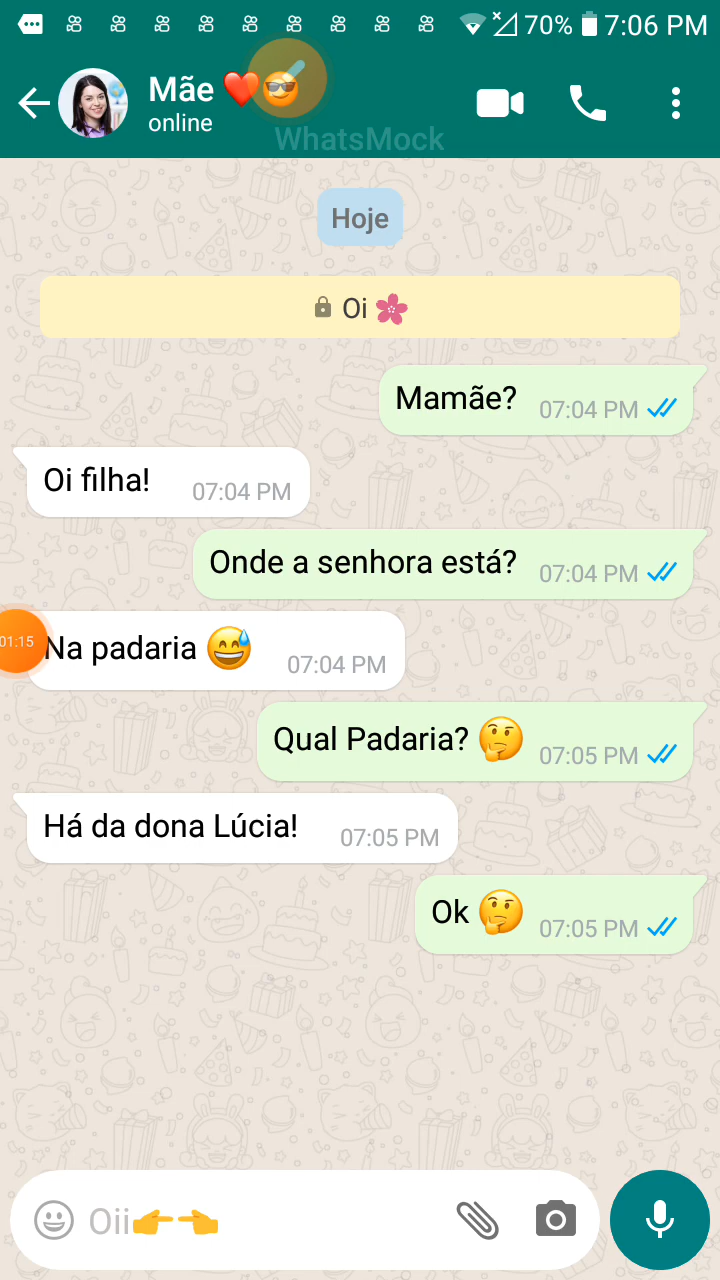 70% 7:06 PM
Mãe ❤️😎
online
WhatsMock
Hoje
Oi 🌸
Mamãe? 07:04 PM
Oi filha! 07:04 PM
Onde a senhora está? 07:04 PM
01:15
Na padaria 😅 07:04 PM
Qual Padaria? 🤔 07:05 PM
Há da dona Lúcia! 07:05 PM
Ok 🤔 07:05 PM
Oii👉👈